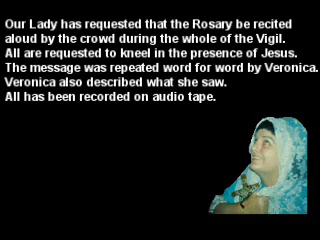 Our Lady has requested that the Rosary be recited
aloud by the crowd during the whole of the Vigil.
All are requested to kneel in the presence of Jesus.
The message was repeated word for word by Veronica.
Veronica also described what she saw.
All has been recorded on audio tape.